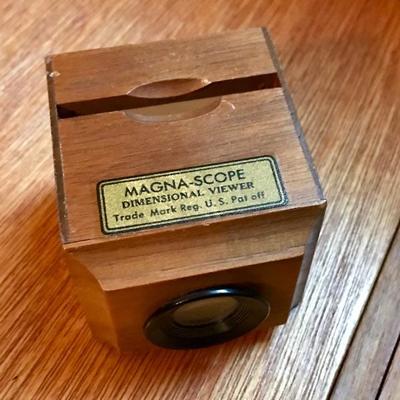 MAGNA-SCOPE
DIMENSIONAL VIEWER
Trade Mark Reg. U. S. Pat off